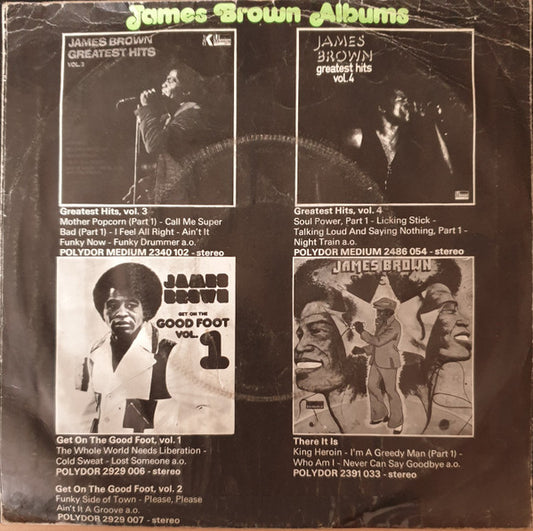 James Brown Albums
JAMES BROWN
GREATEST HITS
VOL.3
JAMES
BROWN
greatest hits
vol.4
Greatest Hits, vol. 3
Mother Popcorn (Part 1) - Call Me Super
Bad (Part 1) - I Feel All Right - Ain't It
Funky Now - Funky Drummer a.o.
POLYDOR MEDIUM 2340 102 - stereo
Greatest Hits, vol. 4
Soul Power, Part 1 - Licking Stick -
Talking Loud And Saying Nothing, Part 1 -
Night Train a.o.
POLYDOR MEDIUM 2486 054 - stereo
JAMES
BROWN
GET ON THE
GOOD FOOT
VOL.
1
JAMES BROWN
Get On The Good Foot, vol. 1
The Whole World Needs Liberation -
Cold Sweat - Lost Someone a.o.
POLYDOR 2929 006 - stereo
There It Is
King Heroin - I'm A Greedy Man (Part 1) -
Who Am I - Never Can Say Goodbye a.o.
POLYDOR 2391 033 - stereo
Get On The Good Foot, vol. 2
Funky Side of Town - Please, Please
Ain't It A Groove a.o.
POLYDOR 2929 007 - stereo